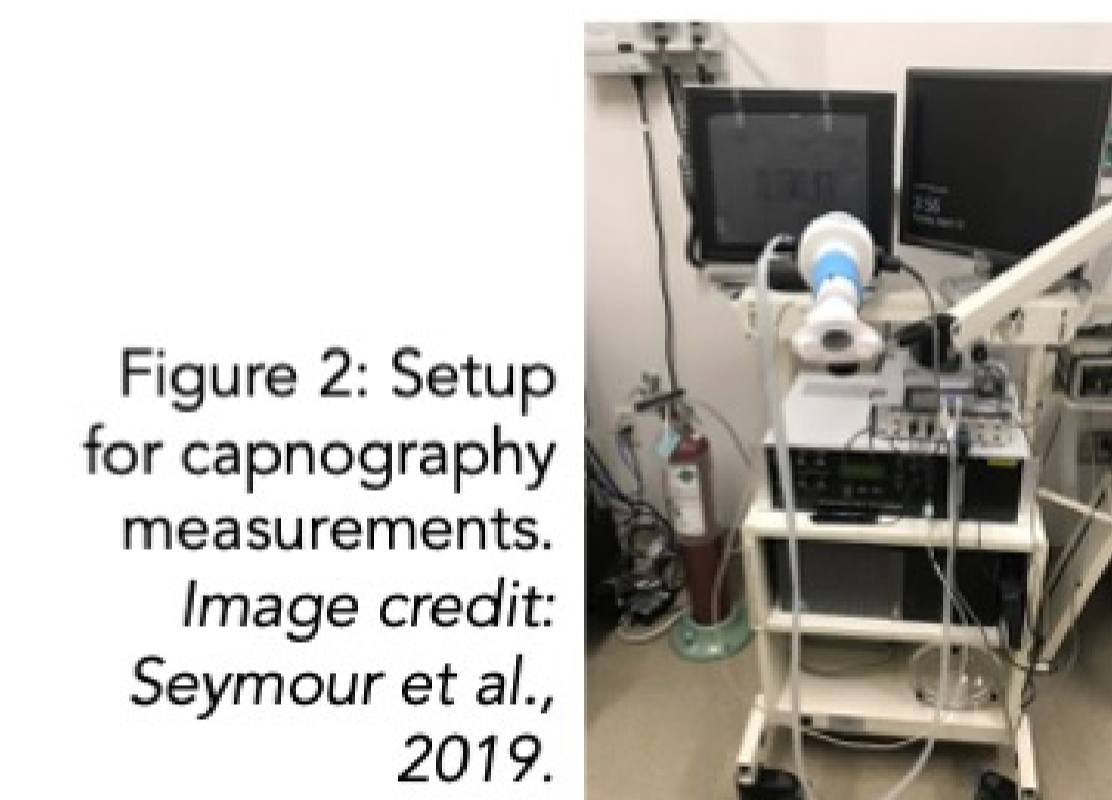 Figure 2: Setup
for capnography
measurements.
Image credit:
Seymour et al.,
2019.